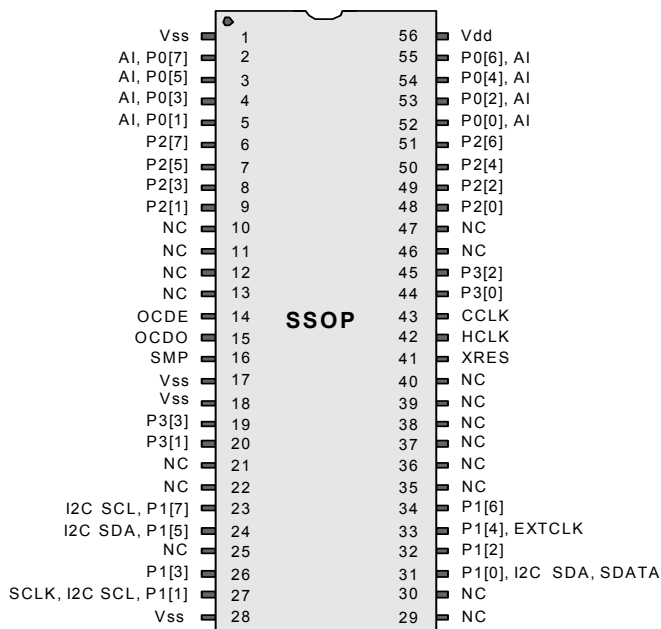 Vss 1 56 Vdd
AI, P0[7] 2 55 P0[6], AI
AI, P0[5] 3 54 P0[4], AI
AI, P0[3] 4 53 P0[2], AI
AI, P0[1] 5 52 P0[0], AI
P2[7] 6 51 P2[6]
P2[5] 7 50 P2[4]
P2[3] 8 49 P2[2]
P2[1] 9 48 P2[0]
NC 10 47 NC
NC 11 46 NC
NC 12 45 P3[2]
NC 13 44 P3[0]
OCDE 14 SSOP 43 CCLK
OCDO 15 42 HCLK
SMP 16 41 XRES
Vss 17 40 NC
Vss 18 39 NC
P3[3] 19 38 NC
P3[1] 20 37 NC
NC 21 36 NC
NC 22 35 NC
I2C SCL, P1[7] 23 34 P1[6]
I2C SDA, P1[5] 24 33 P1[4], EXTCLK
NC 25 32 P1[2]
P1[3] 26 31 P1[0], I2C SDA, SDATA
SCLK, I2C SCL, P1[1] 27 30 NC
Vss 28 29 NC